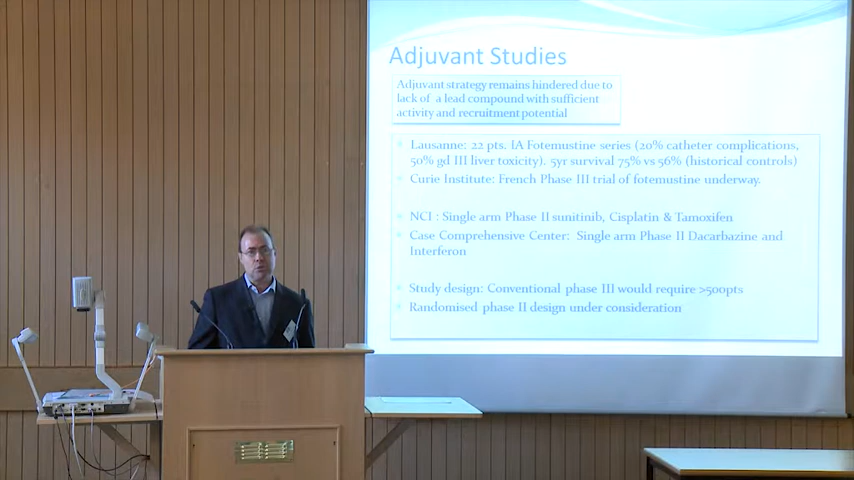 Adjuvant Studies
Adjuvant strategy remains hindered due to
lack of a lead compound with sufficient
activity and recruitment potential
Lausanne: 22 pts. IA Fotemustine series (20% catheter complications,
50% gd III liver toxicity). 5yr survival 75% vs 56% (historical controls)
Curie Institute: French Phase III trial of fotemustine underway.
NCI : Single arm Phase II sunitinib, Cisplatin & Tamoxifen
Case Comprehensive Center: Single arm Phase II Dacarbazine and
Interferon
Study design: Conventional phase III would require >500pts
Randomised phase II design under consideration